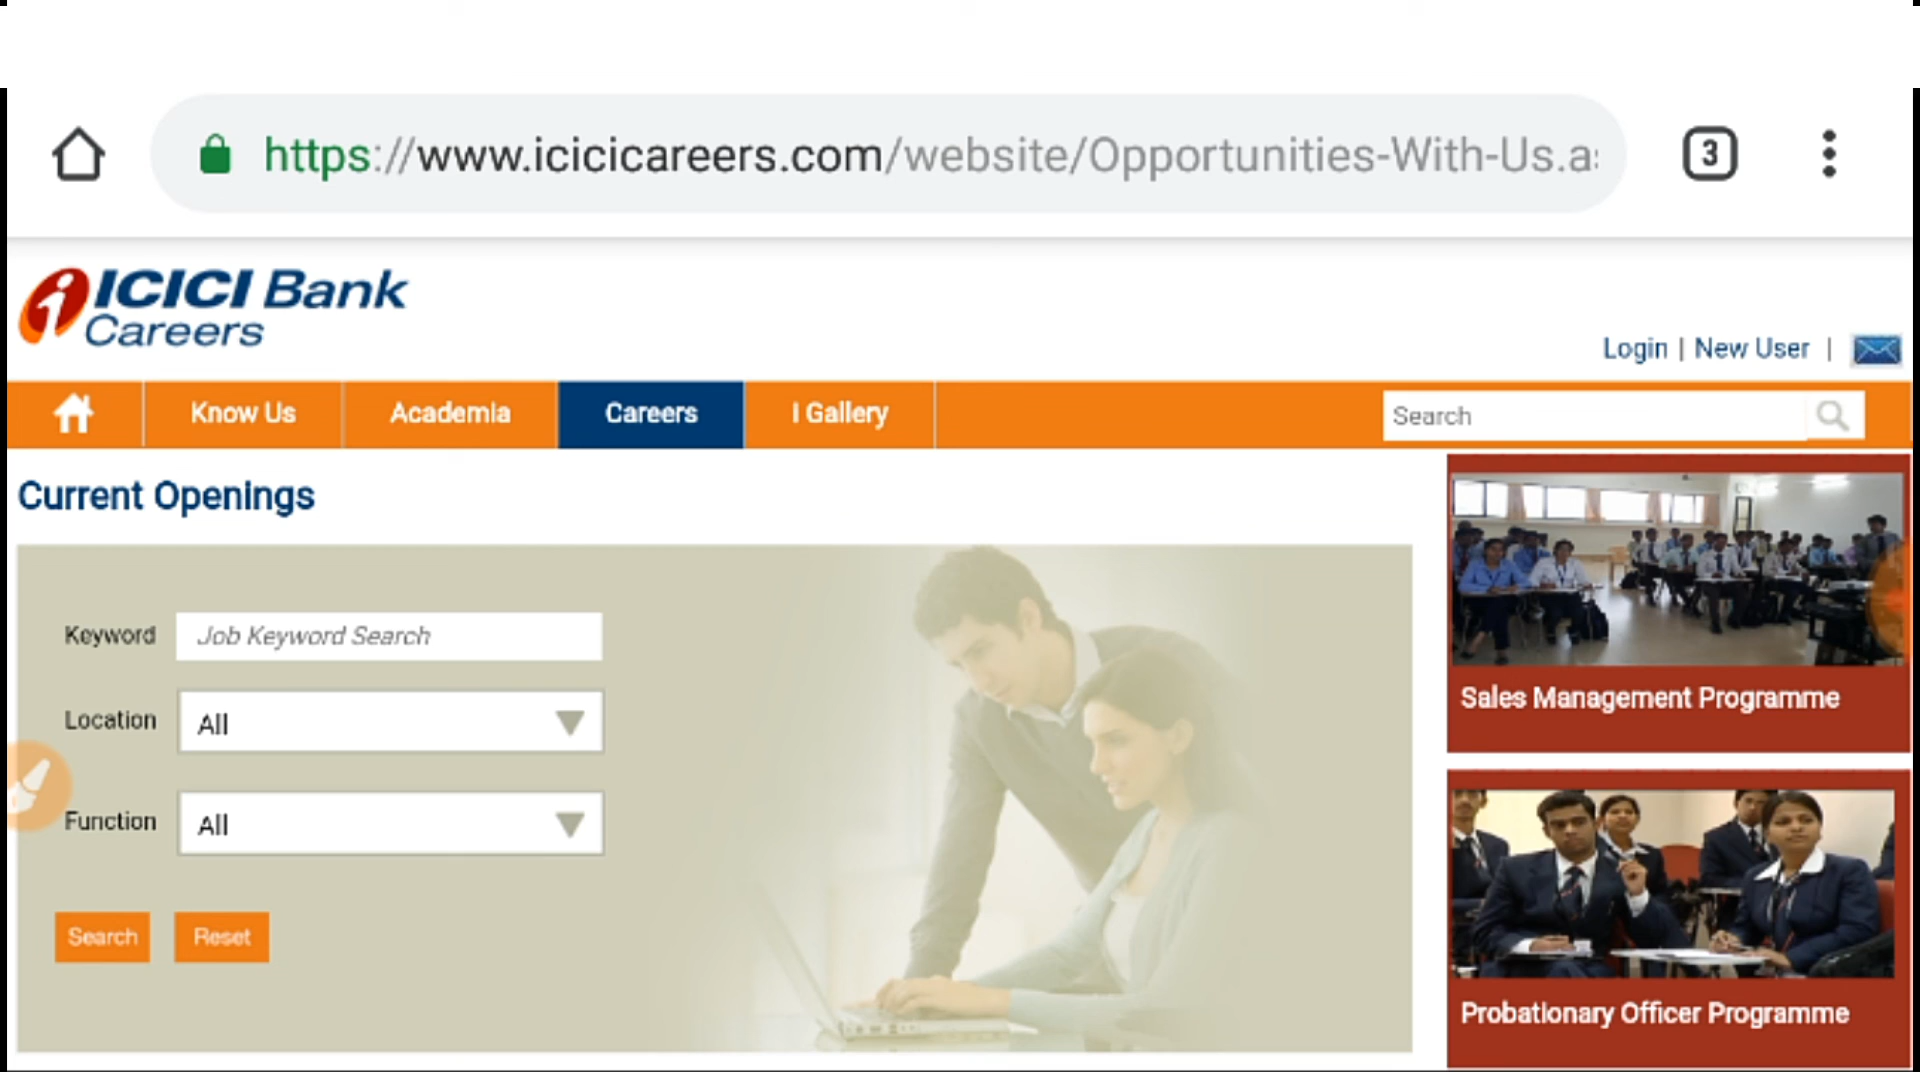 https://www.icicicareers.com/website/Opportunities-With-Us.as
3
ICICI Bank
Careers
Login | New User |
Know Us
Academia
Careers
I Gallery
Search
Current Openings
Keyword
Job Keyword Search
Location
All
Function
All
Search
Reset
Sales Management Programme
Probationary Officer Programme